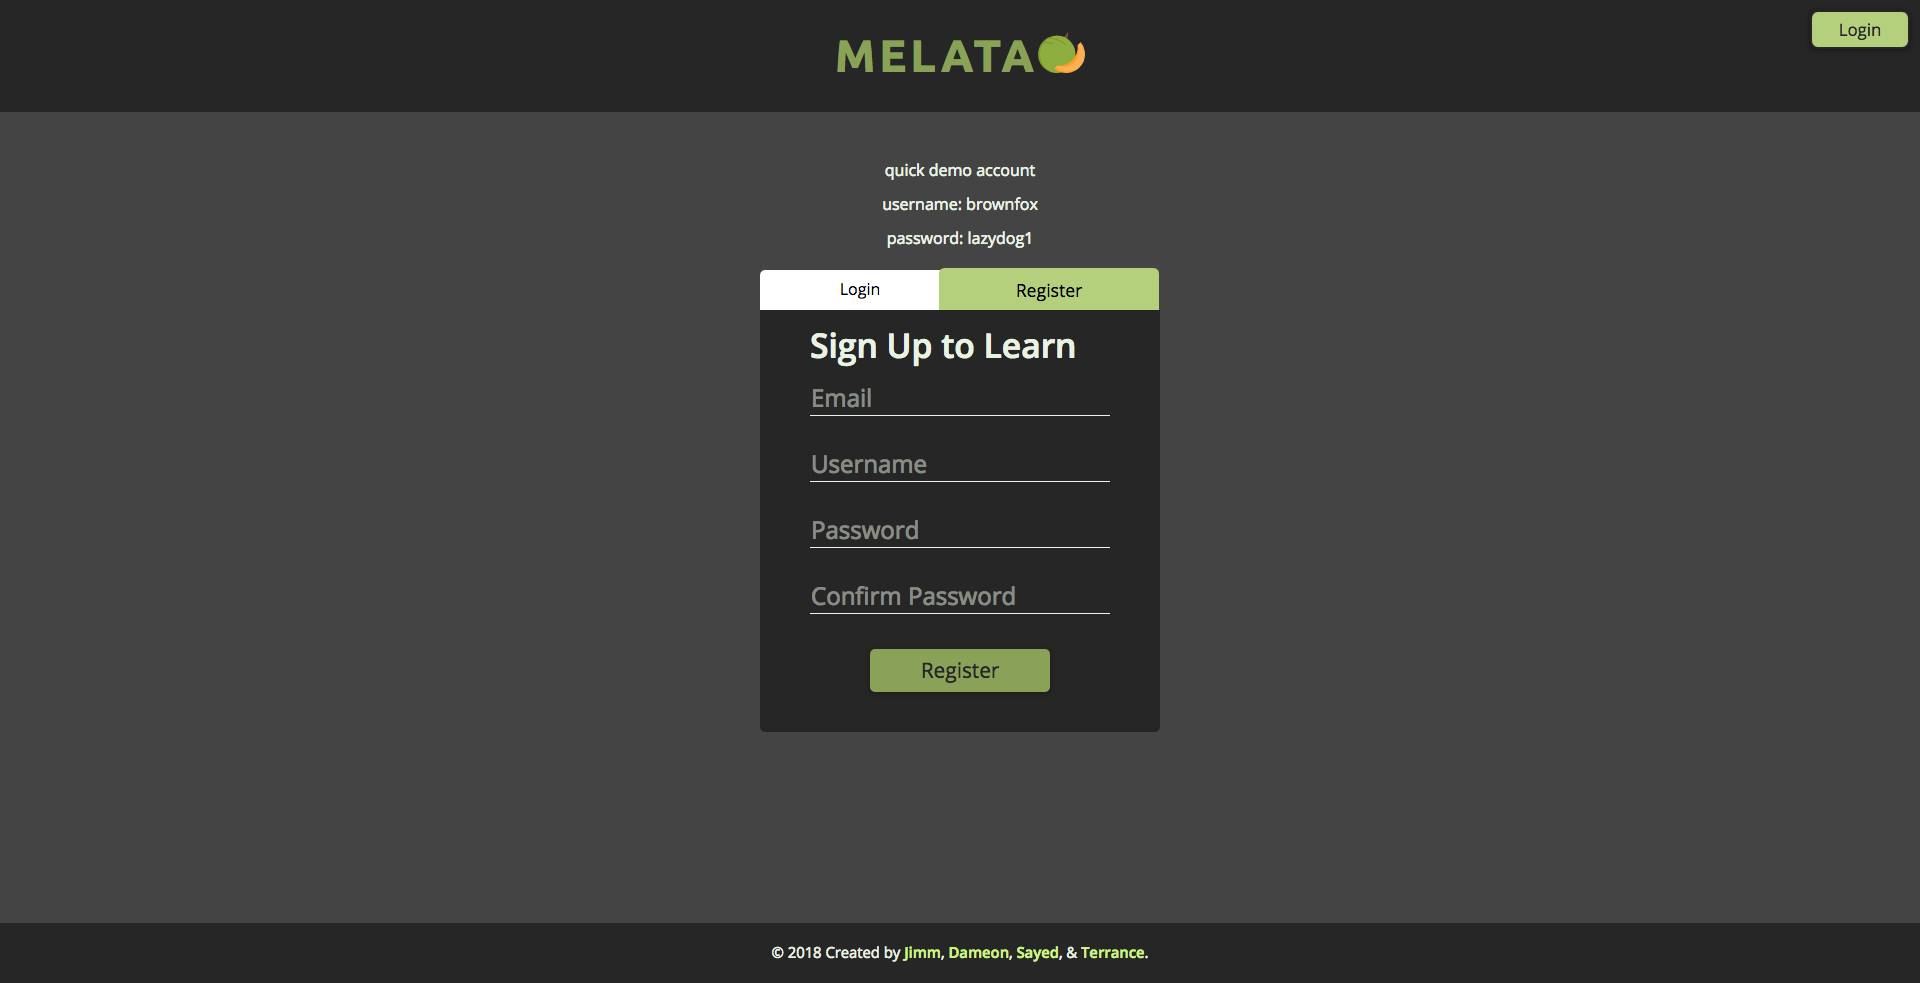 MELATA
Login
quick demo account
username: brownfox
password: lazydog1
Login
Register
Sign Up to Learn
Email
Username
Password
Confirm Password
Register
© 2018 Created by Jimm, Dameon, Sayed, & Terrance.